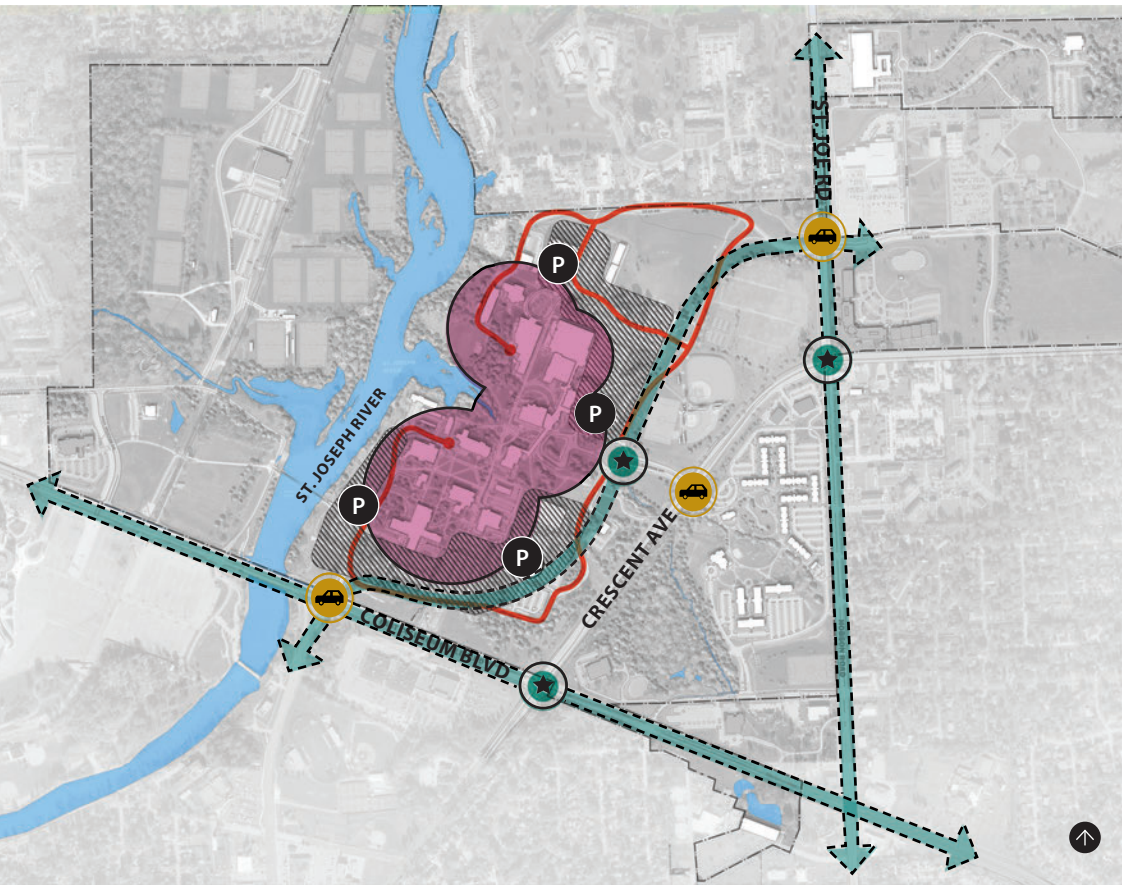 ST. JOE RD
P
P
ST. JOSEPH RIVER
P
P
CRESCENT AVE
COLISEUM BLVD